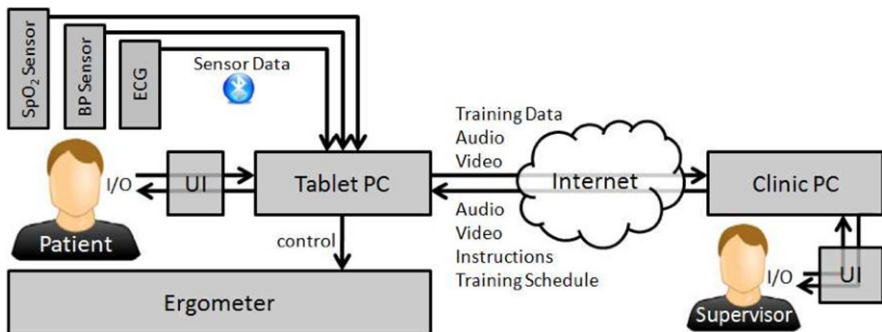 SpO₂ Sensor
BP Sensor
ECG
Sensor Data
Training Data
Audio
Video
I/O
UI
Tablet PC
Internet
Clinic PC
Patient
control
Audio
Video
Instructions
Training Schedule
Ergometer
I/O
UI
Supervisor